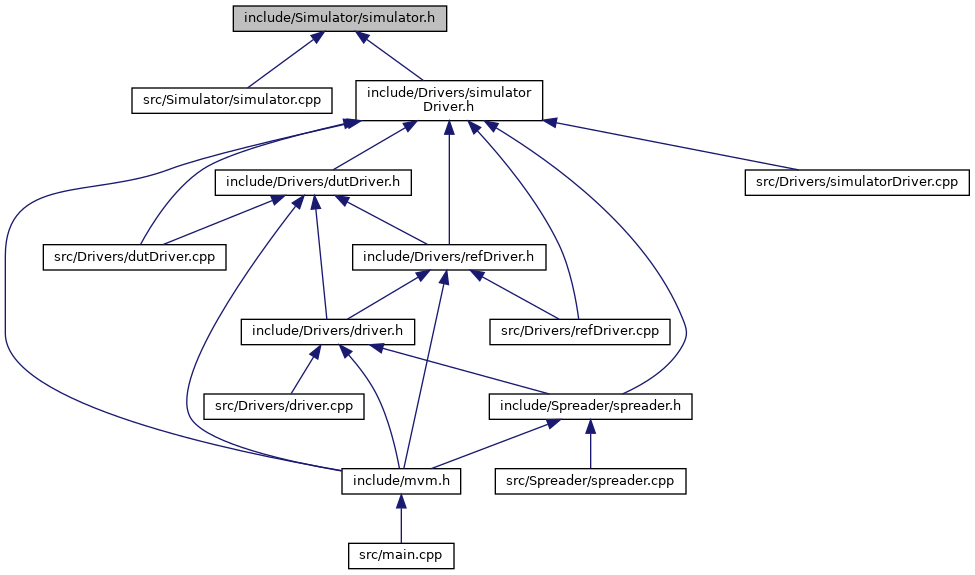 include/Simulator/simulator.h
src/Simulator/simulator.cpp
include/Drivers/simulator
Driver.h
include/Drivers/dutDriver.h
src/Drivers/simulatorDriver.cpp
src/Drivers/dutDriver.cpp
include/Drivers/refDriver.h
include/Drivers/driver.h
src/Drivers/refDriver.cpp
src/Drivers/driver.cpp
include/Spreader/spreader.h
include/mvm.h
src/Spreader/spreader.cpp
src/main.cpp